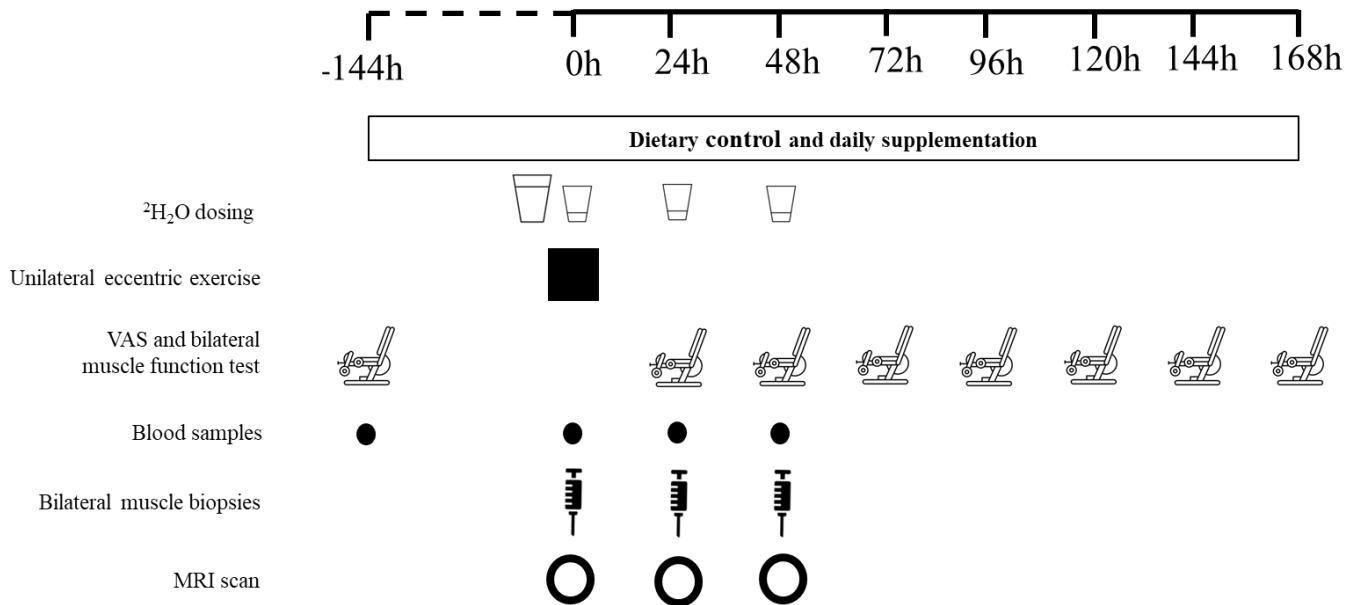 -144h 0h 24h 48h 72h 96h 120h 144h 168h
Dietary control and daily supplementation
²H₂O dosing
Unilateral eccentric exercise
VAS and bilateral
muscle function test
Blood samples
Bilateral muscle biopsies
MRI scan